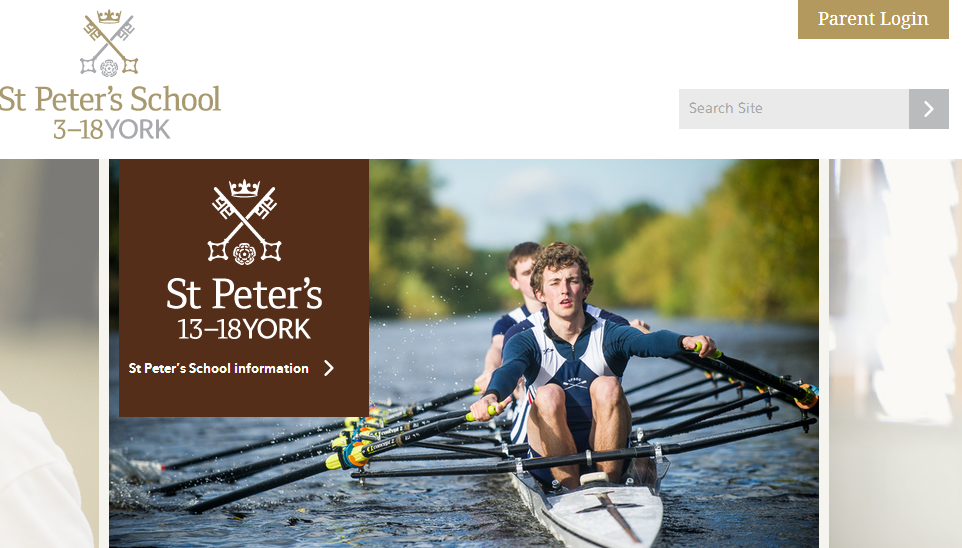 Parent Login
St Peter's School
3–18YORK
Search Site
St Peter's
13–18YORK
St Peter's School information